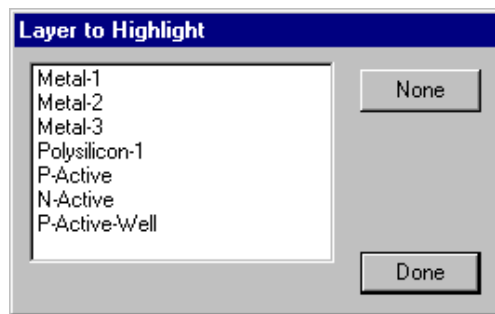 Layer to Highlight
Metal-1
Metal-2
Metal-3
Polysilicon-1
P-Active
N-Active
P-Active-Well
None
Done